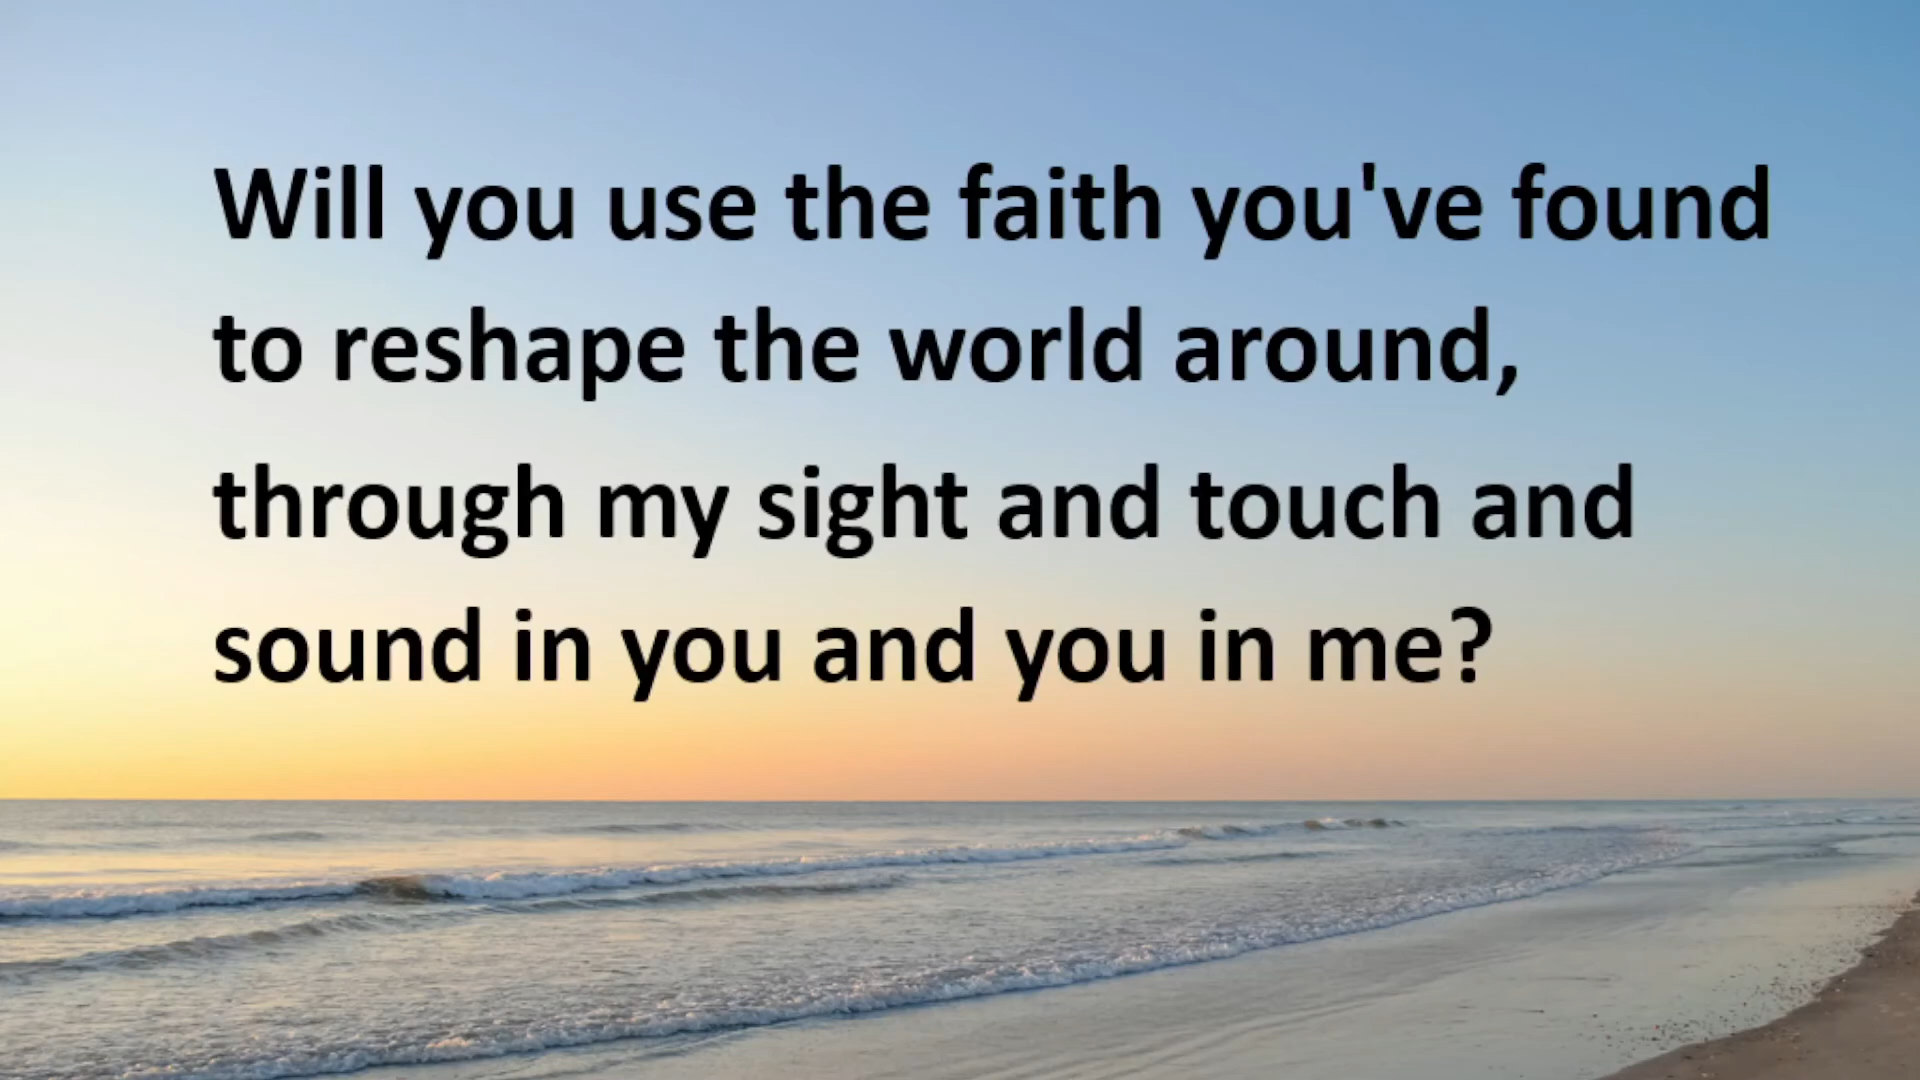 Will you use the faith you've found
to reshape the world around,
through my sight and touch and
sound in you and you in me?